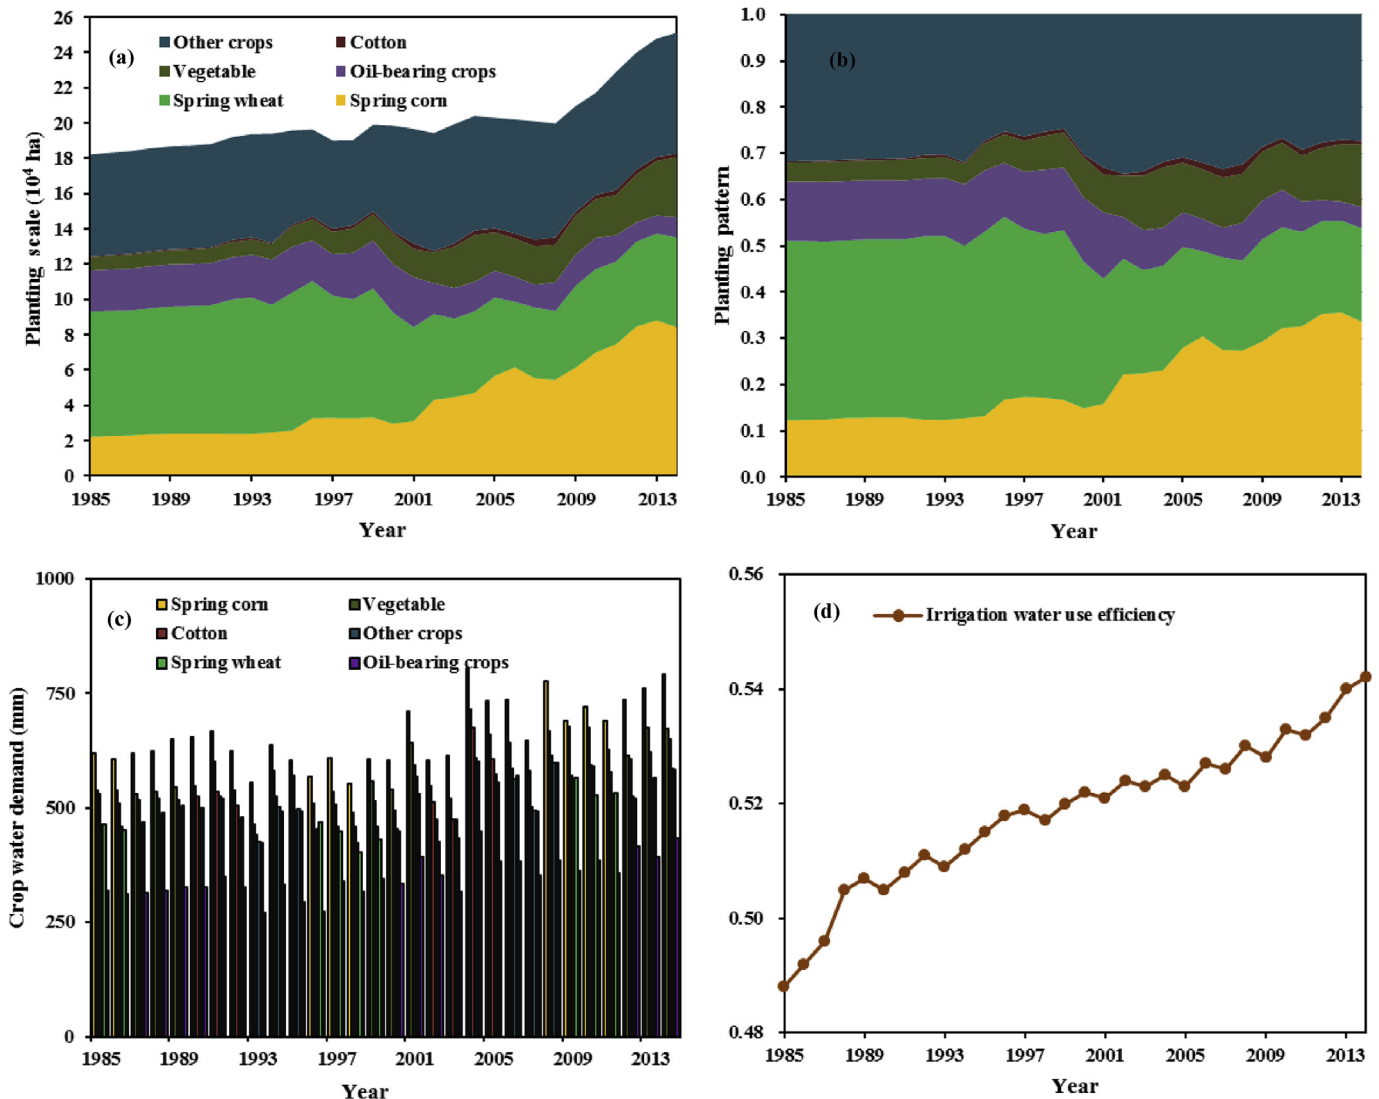 (a)
Other crops
Cotton
Vegetable
Oil-bearing crops
Spring wheat
Spring corn
Planting scale (10⁴ ha)
26
24
22
20
18
16
14
12
10
8
6
4
2
0
1985 1989 1993 1997 2001 2005 2009 2013
Year
(b)
Planting pattern
1.0
0.9
0.8
0.7
0.6
0.5
0.4
0.3
0.2
0.1
0.0
1985 1989 1993 1997 2001 2005 2009 2013
Year
(c)
Spring corn
Vegetable
Cotton
Other crops
Spring wheat
Oil-bearing crops
Crop water demand (mm)
1000
750
500
250
0
1985 1989 1993 1997 2001 2005 2009 2013
Year
(d)
Irrigation water use efficiency
0.56
0.54
0.52
0.50
0.48
1985 1989 1993 1997 2001 2005 2009 2013
Year